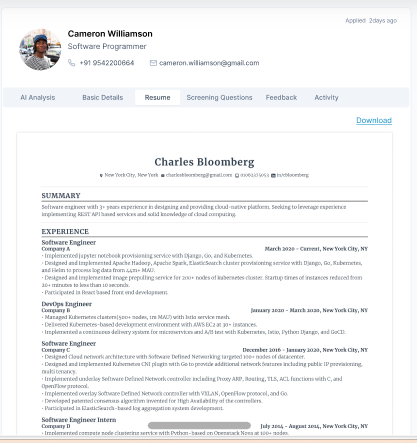 Applied 2days ago
Cameron Williamson
Software Programmer
+91 9542200664
cameron.williamson@gmail.com
AI Analysis
Basic Details
Resume
Screening Questions
Feedback
Activity
Download
Charles Bloomberg
New York City, New York charlesbloomberg@gmail.com in/cbloomberg
SUMMARY
Software engineer with 3+ years experience in designing and providing cloud-native platform. Seeking to leverage experience
implementing REST API based services and solid knowledge of cloud computing.
EXPERIENCE
Software Engineer
Company A March 2020 – Current, New York City, NY
• Implemented jupyter notebook provisioning service with Django, Go, and Kubernetes.
• Designed and implemented Apache Hadoop, Apache Spark, ElasticSearch cluster provisioning service with Django, Go, Kubernetes,
and Helm to process log data from 44m+ MAU.
• Designed and implemented image prepulling service for 200+ nodes of Kubernetes cluster. Startup times of instances reduced from
20+ minutes to less than 10 seconds.
• Participated in React based front end development.
DevOps Engineer
Company B January 2020 – March 2020, New York City, NY
• Managed Kubernetes clusters(500+ nodes, 1m MAU) with Istio service mesh.
• Delivered Kubernetes-based development environment with AWS EC2 at 20+ instances.
• Implemented a continuous delivery system for microservices and A/B test with Kubernetes, Istio, Python Django, and GoCD.
Software Engineer
Company C December 2016 – January 2020, New York City, NY
• Designed Cloud network architecture with Software Defined Networking targeted 100+ nodes of datacenter.
• Designed and implemented Kubernetes CNI plugin with Go to provide additional network features including public IP provisioning,
multi tenancy.
• Implemented underlay Software Defined Network controller including Proxy ARP, Routing, TLS, ACL functions with C, and
OpenFlow protocol.
• Implemented overlay Software Defined Network controller with VXLAN, OpenFlow protocol, and Go.
• Developed patented consensus algorithm invented for High Availability of the controllers.
• Participated in ElasticSearch-based log aggregation system development.
Software Engineer Intern
Company D July 2014 – August 2014, New York City, NY
• Implemented compute node clustering service with Python-based on Openstack Nova at 100+ nodes.